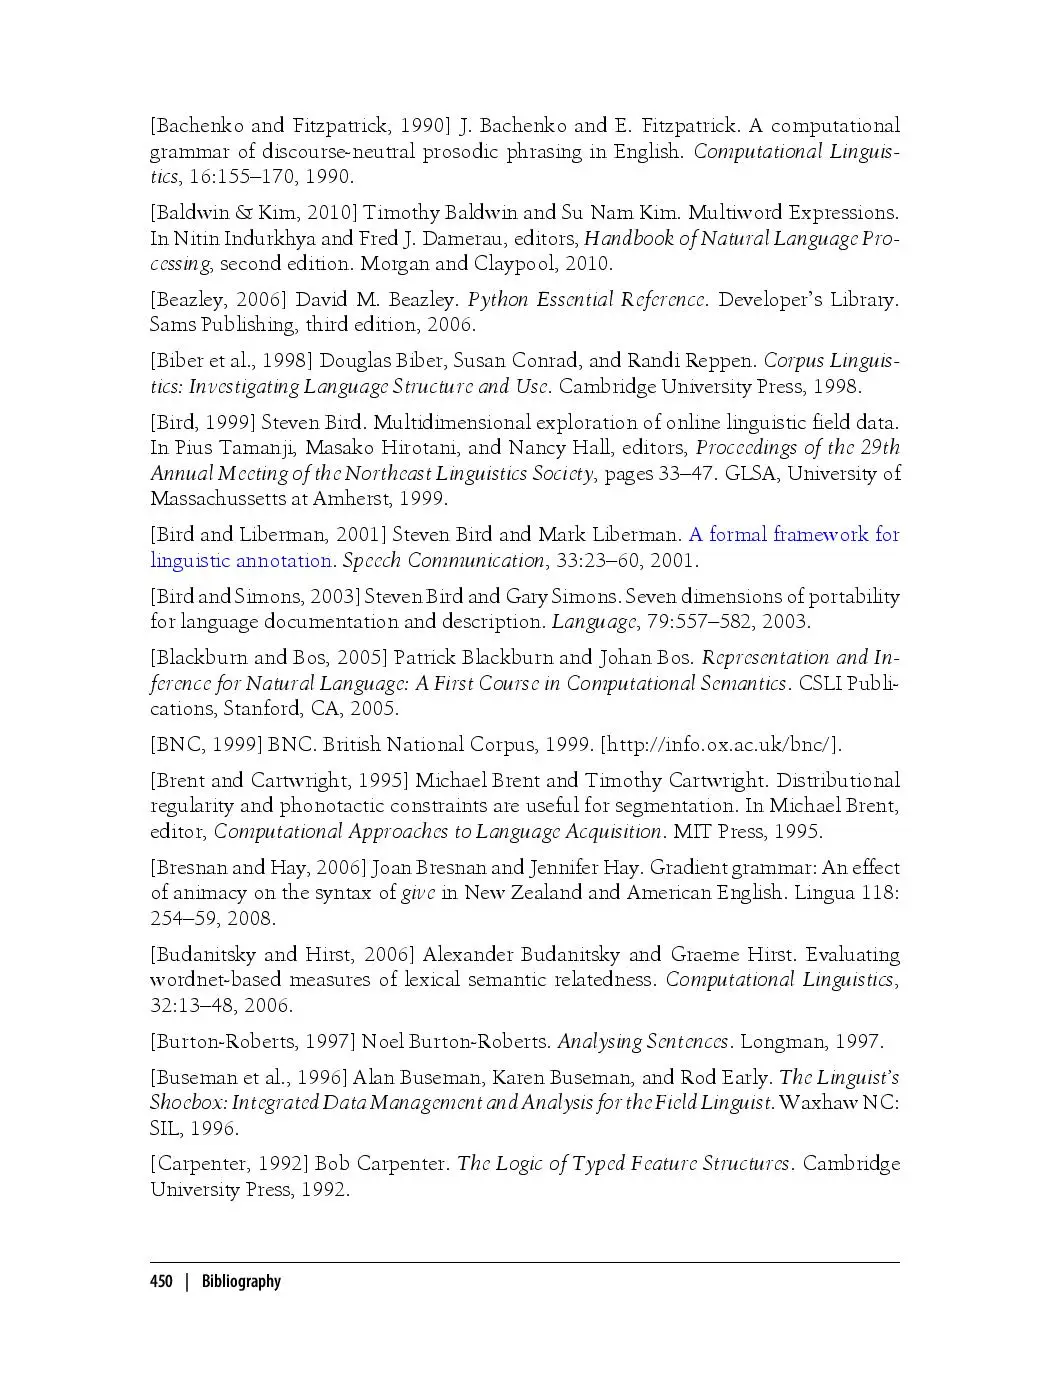 [Bachenko and Fitzpatrick, 1990] J. Bachenko and E. Fitzpatrick. A computational
grammar of discourse-neutral prosodic phrasing in English. Computational Linguis-
tics, 16:155–170, 1990.
[Baldwin & Kim, 2010] Timothy Baldwin and Su Nam Kim. Multiword Expressions.
In Nitin Indurkhya and Fred J. Damerau, editors, Handbook of Natural Language Pro-
cessing, second edition. Morgan and Claypool, 2010.
[Beazley, 2006] David M. Beazley. Python Essential Reference. Developer’s Library.
Sams Publishing, third edition, 2006.
[Biber et al., 1998] Douglas Biber, Susan Conrad, and Randi Reppen. Corpus Linguis-
tics: Investigating Language Structure and Use. Cambridge University Press, 1998.
[Bird, 1999] Steven Bird. Multidimensional exploration of online linguistic field data.
In Pius Tamanji, Masako Hirotani, and Nancy Hall, editors, Proceedings of the 29th
Annual Meeting of the Northeast Linguistics Society, pages 33–47. GLSA, University of
Massachussetts at Amherst, 1999.
[Bird and Liberman, 2001] Steven Bird and Mark Liberman. A formal framework for
linguistic annotation. Speech Communication, 33:23–60, 2001.
[Bird and Simons, 2003] Steven Bird and Gary Simons. Seven dimensions of portability
for language documentation and description. Language, 79:557–582, 2003.
[Blackburn and Bos, 2005] Patrick Blackburn and Johan Bos. Representation and In-
ference for Natural Language: A First Course in Computational Semantics. CSLI Publi-
cations, Stanford, CA, 2005.
[BNC, 1999] BNC. British National Corpus, 1999. [http://info.ox.ac.uk/bnc/].
[Brent and Cartwright, 1995] Michael Brent and Timothy Cartwright. Distributional
regularity and phonotactic constraints are useful for segmentation. In Michael Brent,
editor, Computational Approaches to Language Acquisition. MIT Press, 1995.
[Bresnan and Hay, 2006] Joan Bresnan and Jennifer Hay. Gradient grammar: An effect
of animacy on the syntax of give in New Zealand and American English. Lingua 118:
254–59, 2008.
[Budanitsky and Hirst, 2006] Alexander Budanitsky and Graeme Hirst. Evaluating
wordnet-based measures of lexical semantic relatedness. Computational Linguistics,
32:13–48, 2006.
[Burton-Roberts, 1997] Noel Burton-Roberts. Analysing Sentences. Longman, 1997.
[Buseman et al., 1996] Alan Buseman, Karen Buseman, and Rod Early. The Linguist’s
Shoebox: Integrated Data Management and Analysis for the Field Linguist. Waxhaw NC:
SIL, 1996.
[Carpenter, 1992] Bob Carpenter. The Logic of Typed Feature Structures. Cambridge
University Press, 1992.
450 | Bibliography